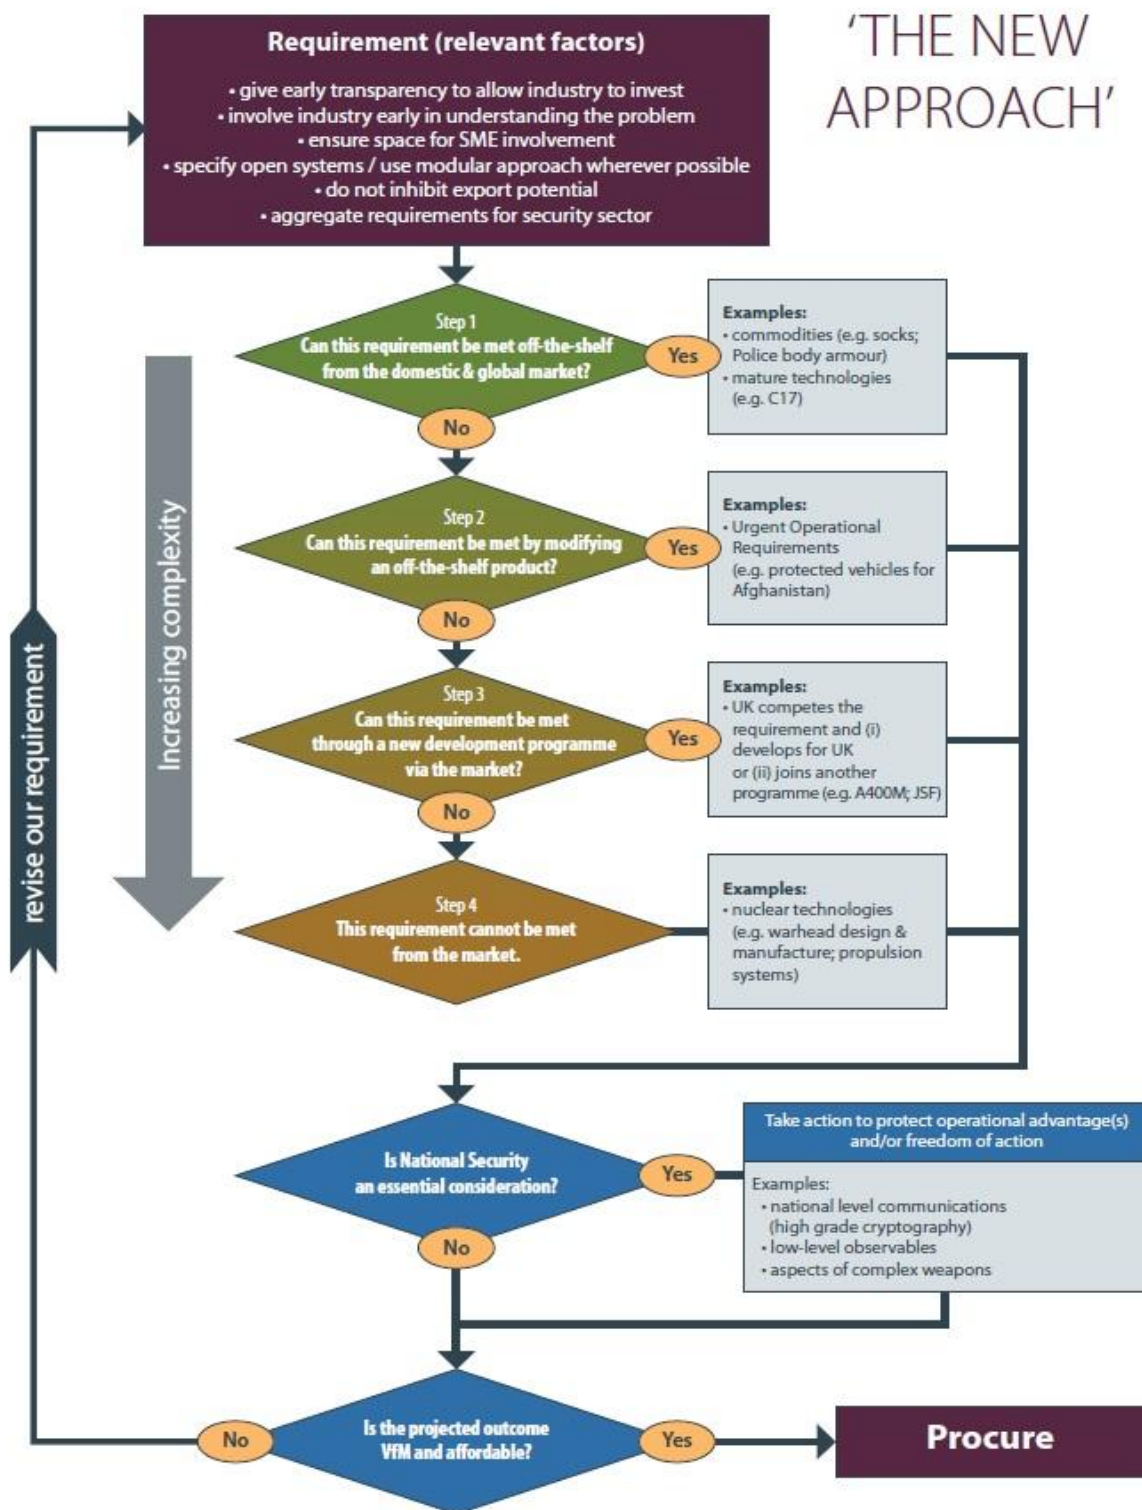 'THE NEW
APPROACH'
Requirement (relevant factors)
• give early transparency to allow industry to invest
• involve industry early in understanding the problem
• ensure space for SME involvement
• specify open systems / use modular approach wherever possible
• do not inhibit export potential
• aggregate requirements for security sector
Step 1
Can this requirement be met off-the-shelf
from the domestic & global market?
Yes
Examples:
• commodities (e.g. socks;
Police body armour)
• mature technologies
(e.g. C17)
No
Step 2
Can this requirement be met by modifying
an off-the-shelf product?
Yes
Examples:
• Urgent Operational
Requirements
(e.g. protected vehicles for
Afghanistan)
No
Step 3
Can this requirement be met
through a new development programme
via the market?
Yes
Examples:
• UK competes the
requirement and (i)
develops for UK
or (ii) joins another
programme (e.g. A400M; JSF)
No
Step 4
This requirement cannot be met
from the market.
Examples:
• nuclear technologies
(e.g. warhead design &
manufacture; propulsion
systems)
Increasing complexity
revise our requirement
Is National Security
an essential consideration?
Yes
Take action to protect operational advantage(s)
and/or freedom of action
Examples:
• national level communications
(high grade cryptography)
• low-level observables
• aspects of complex weapons
No
Is the projected outcome
VfM and affordable?
No
Yes
Procure